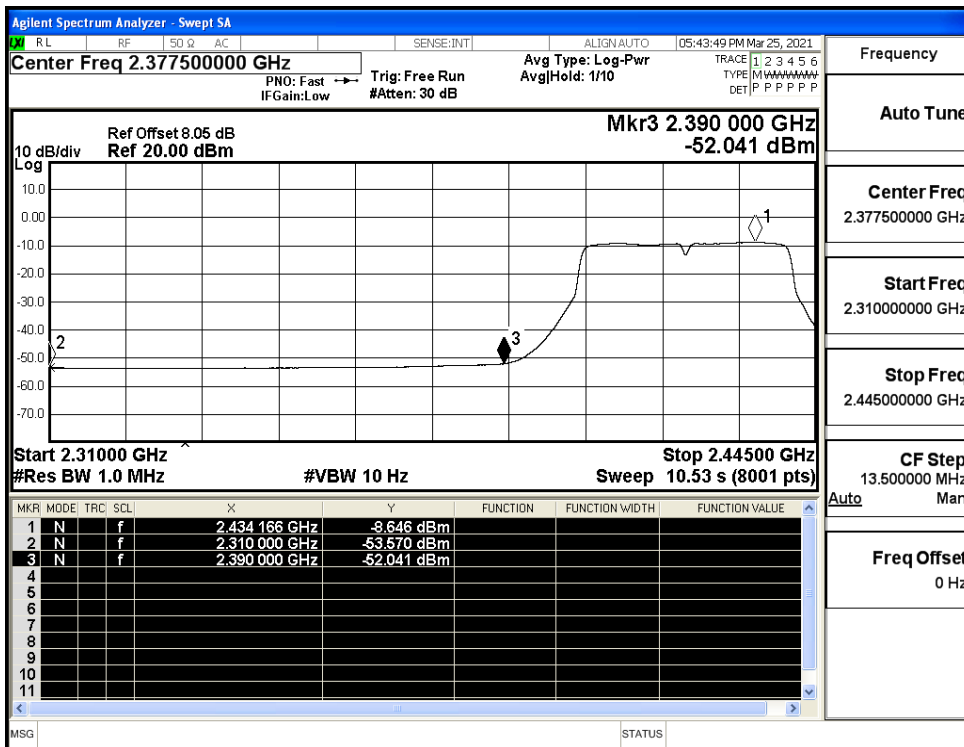 Agilent Spectrum Analyzer - Swept SA
LXI RL RF 50 Ω AC SENSE:INT ALIGNAUTO 05:43:49 PM Mar 25, 2021
Center Freq 2.377500000 GHz
PNO: Fast
IFGain:Low
Trig: Free Run
#Atten: 30 dB
Avg Type: Log-Pwr
Avg|Hold: 1/10
TRACE 1 2 3 4 5 6
TYPE MWWWWW
DET P P P P P P
Ref Offset 8.05 dB
10 dB/div Ref 20.00 dBm
Log
Mkr3 2.390 000 GHz
-52.041 dBm
10.0
0.00
-10.0
-20.0
-30.0
-40.0
-50.0
-60.0
-70.0
1
2
3
Start 2.31000 GHz Stop 2.44500 GHz
#Res BW 1.0 MHz #VBW 10 Hz Sweep 10.53 s (8001 pts)
MKR MODE TRC SCL X Y FUNCTION FUNCTION WIDTH FUNCTION VALUE
1 N f 2.434 166 GHz -8.646 dBm
2 N f 2.310 000 GHz -53.570 dBm
3 N f 2.390 000 GHz -52.041 dBm
4
5
6
7
8
9
10
11
MSG STATUS
Frequency
Auto Tune
Center Freq
2.377500000 GHz
Start Freq
2.310000000 GHz
Stop Freq
2.445000000 GHz
CF Step
13.500000 MHz
Auto Man
Freq Offset
0 Hz